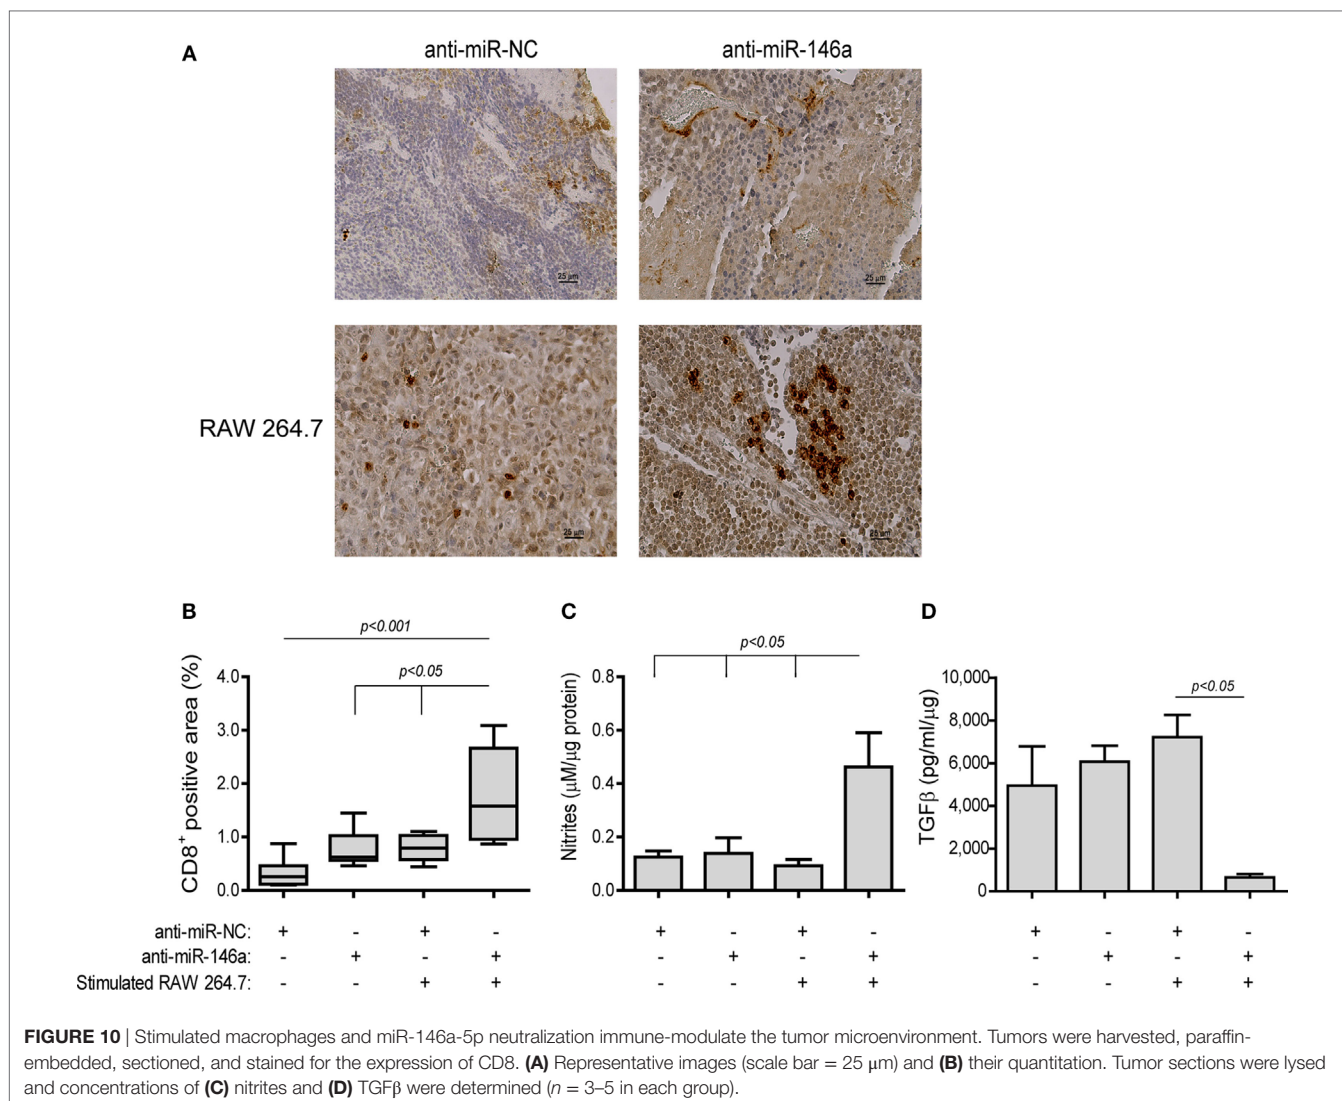 A
anti-miR-NC
anti-miR-146a
25 µm
25 µm
RAW 264.7
25 µm
25 µm
B
p<0.001
p<0.05
CD8+ positive area (%)
4.0
3.0
2.0
1.0
0.0
C
p<0.05
Nitrites (µM/µg protein)
0.8
0.6
0.4
0.2
0.0
D
p<0.05
TGFβ (pg/ml/µg)
10,000
8,000
6,000
4,000
2,000
0
anti-miR-NC: + - + - + - + - + - + -
anti-miR-146a: - + - + - + - + - + - +
Stimulated RAW 264.7: - - + + - - + + - - + +
FIGURE 10 | Stimulated macrophages and miR-146a-5p neutralization immune-modulate the tumor microenvironment. Tumors were harvested, paraffin-
embedded, sectioned, and stained for the expression of CD8. (A) Representative images (scale bar = 25 µm) and (B) their quantitation. Tumor sections were lysed
and concentrations of (C) nitrites and (D) TGFβ were determined (n = 3–5 in each group).